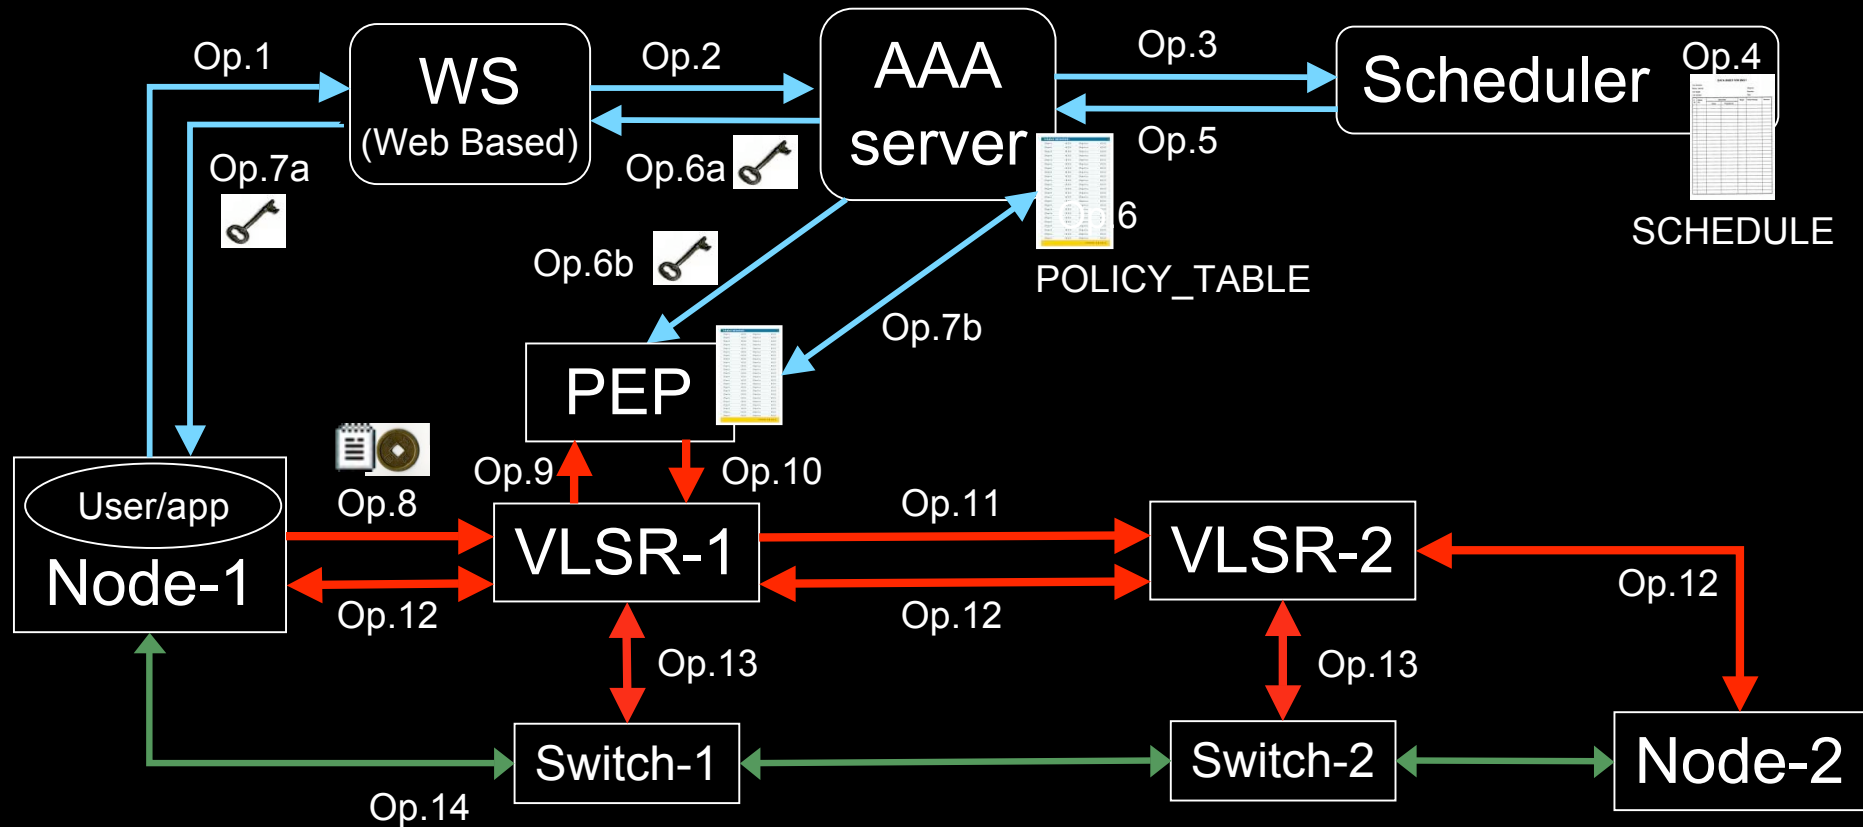 Op.1
WS
(Web Based)
Op.2
AAA
server
Op.3
Scheduler
Op.4
Op.5
SCHEDULE
Op.6a
Op.7a
6
POLICY_TABLE
Op.6b
Op.7b
PEP
Op.8
Op.9
Op.10
User/app
Node-1
VLSR-1
Op.11
VLSR-2
Op.12
Op.12
Op.12
Op.13
Op.13
Switch-1
Switch-2
Node-2
Op.14